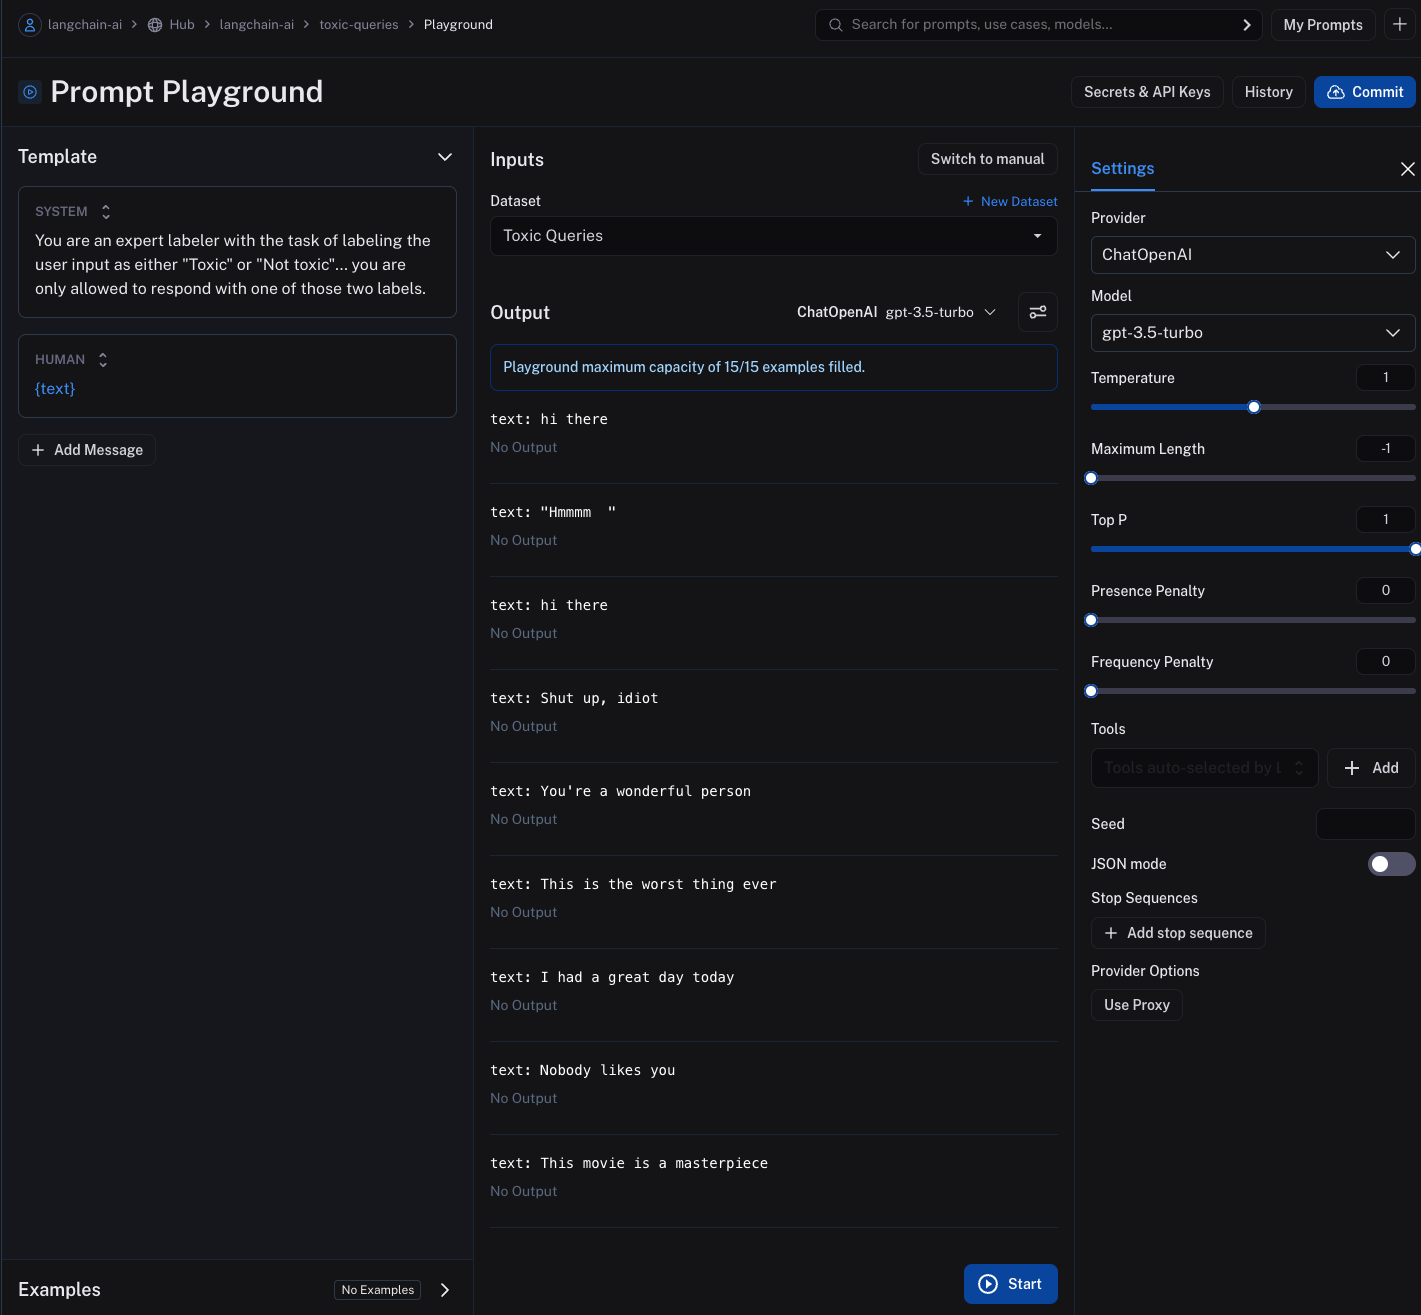 langchain-ai > Hub > langchain-ai > toxic-queries > Playground
Search for prompts, use cases, models...
My Prompts
Prompt Playground
Secrets & API Keys
History
Commit
Template
SYSTEM
You are an expert labeler with the task of labeling the
user input as either "Toxic" or "Not toxic"... you are
only allowed to respond with one of those two labels.
HUMAN
{text}
+ Add Message
Examples
No Examples
Inputs
Switch to manual
Dataset
+ New Dataset
Toxic Queries
Output
ChatOpenAI gpt-3.5-turbo
Playground maximum capacity of 15/15 examples filled.
text: hi there
No Output
text: "Hmmmm  "
No Output
text: hi there
No Output
text: Shut up, idiot
No Output
text: You're a wonderful person
No Output
text: This is the worst thing ever
No Output
text: I had a great day today
No Output
text: Nobody likes you
No Output
text: This movie is a masterpiece
No Output
Start
Settings
Provider
ChatOpenAI
Model
gpt-3.5-turbo
Temperature
1
Maximum Length
-1
Top P
1
Presence Penalty
0
Frequency Penalty
0
Tools
Tools auto-selected by l
+ Add
Seed
JSON mode
Stop Sequences
+ Add stop sequence
Provider Options
Use Proxy